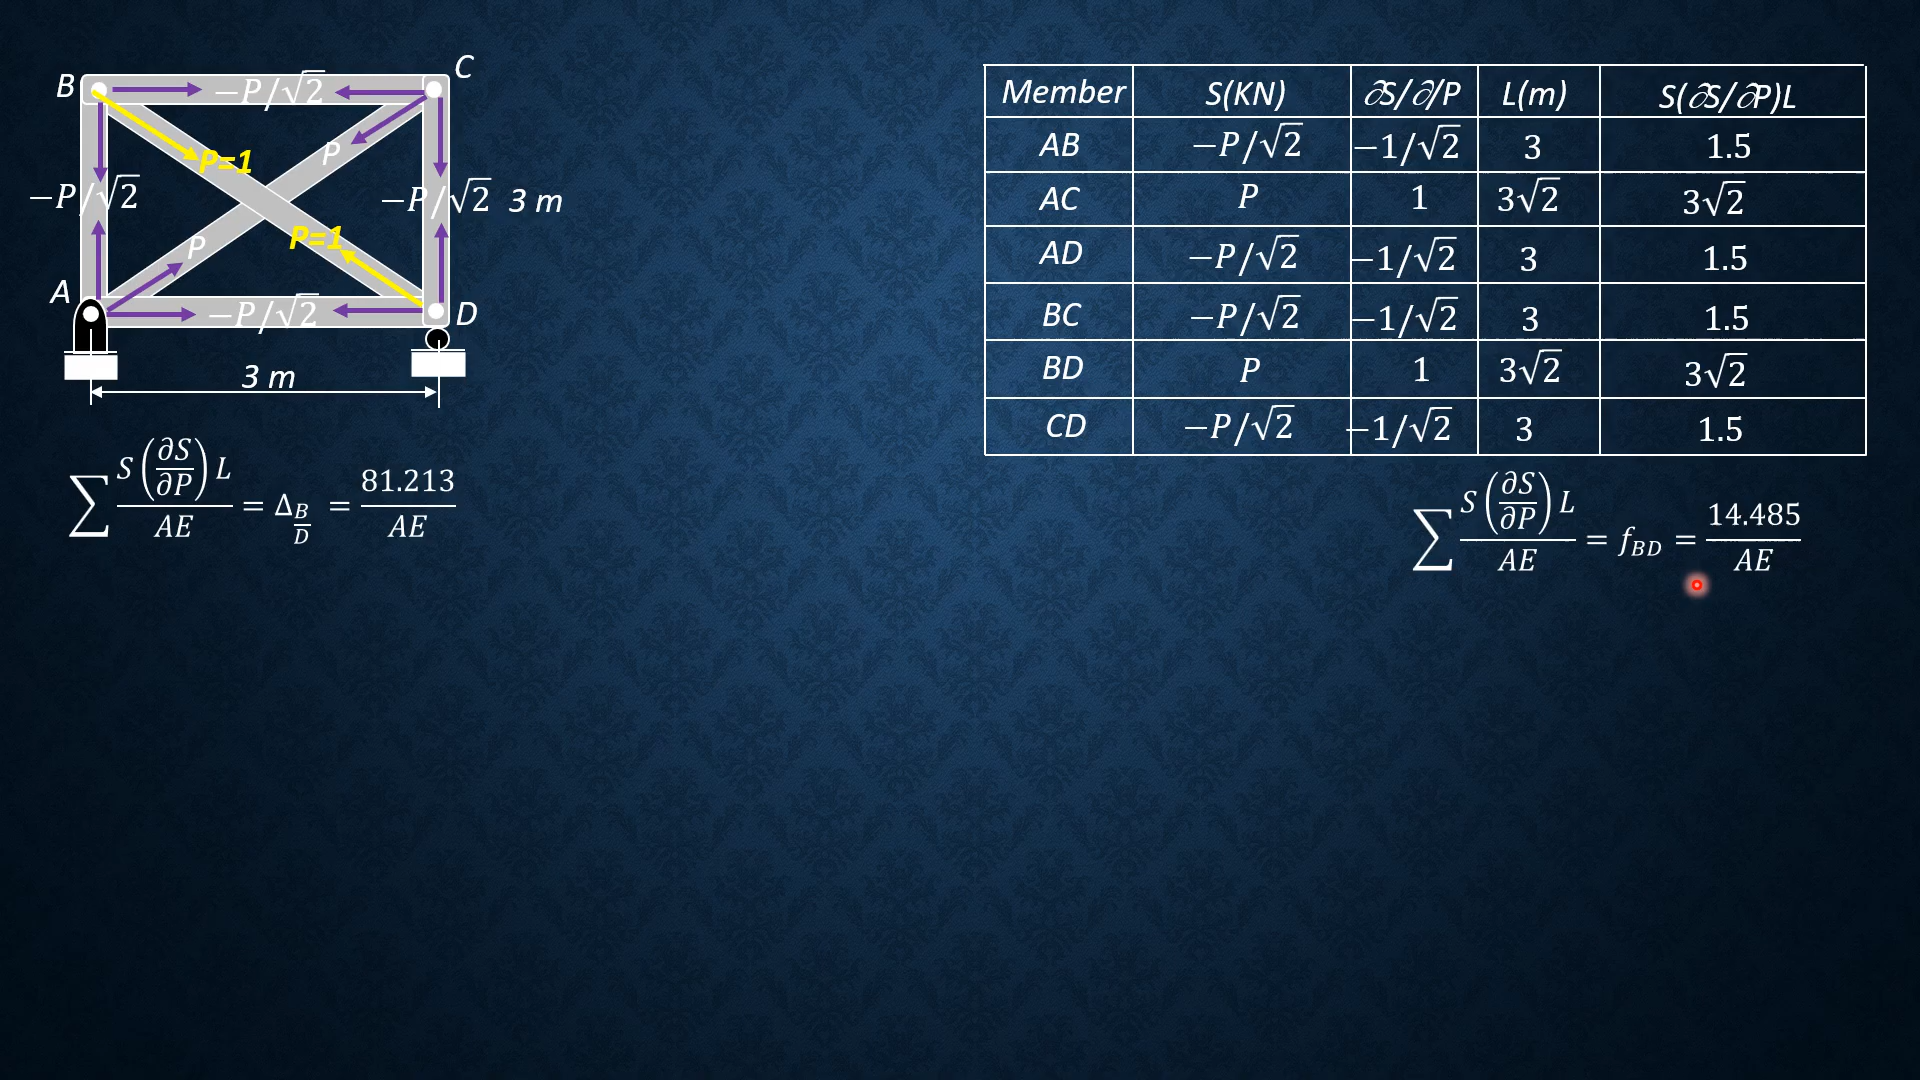 B
C
−P/√2
P=1
P
−P/√2
−P/√2
3 m
P=1
P
A
−P/√2
D
3 m
∑ S(∂S/∂P)L / AE = Δ B/D = 81.213/AE
Member S(KN) ∂S/∂/P L(m) S(∂S/∂P)L
AB −P/√2 −1/√2 3 1.5
AC P 1 3√2 3√2
AD −P/√2 −1/√2 3 1.5
BC −P/√2 −1/√2 3 1.5
BD P 1 3√2 3√2
CD −P/√2 −1/√2 3 1.5
∑ S(∂S/∂P)L / AE = f_BD = 14.485/AE